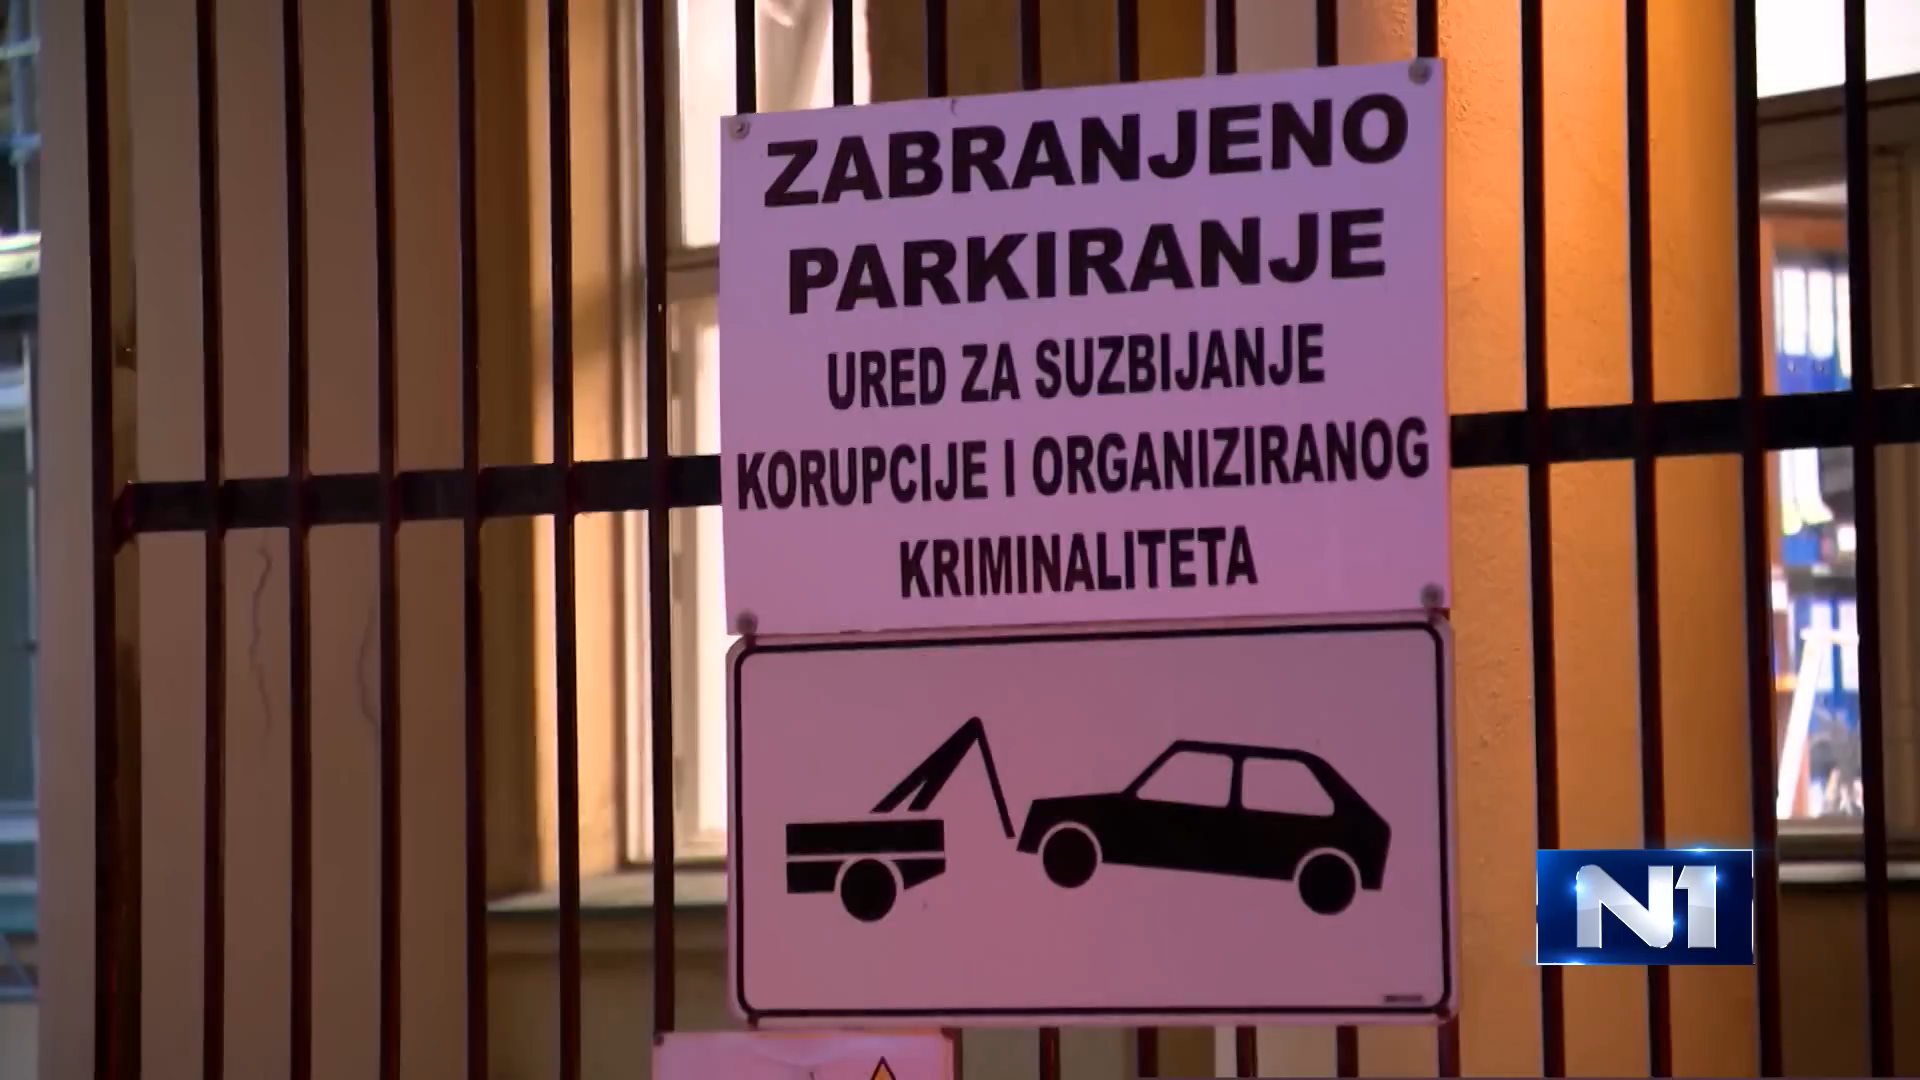 ZABRANJENO
PARKIRANJE
URED ZA SUZBIJANJE
KORUPCIJE I ORGANIZIRANOG
KRIMINALITETA
N1